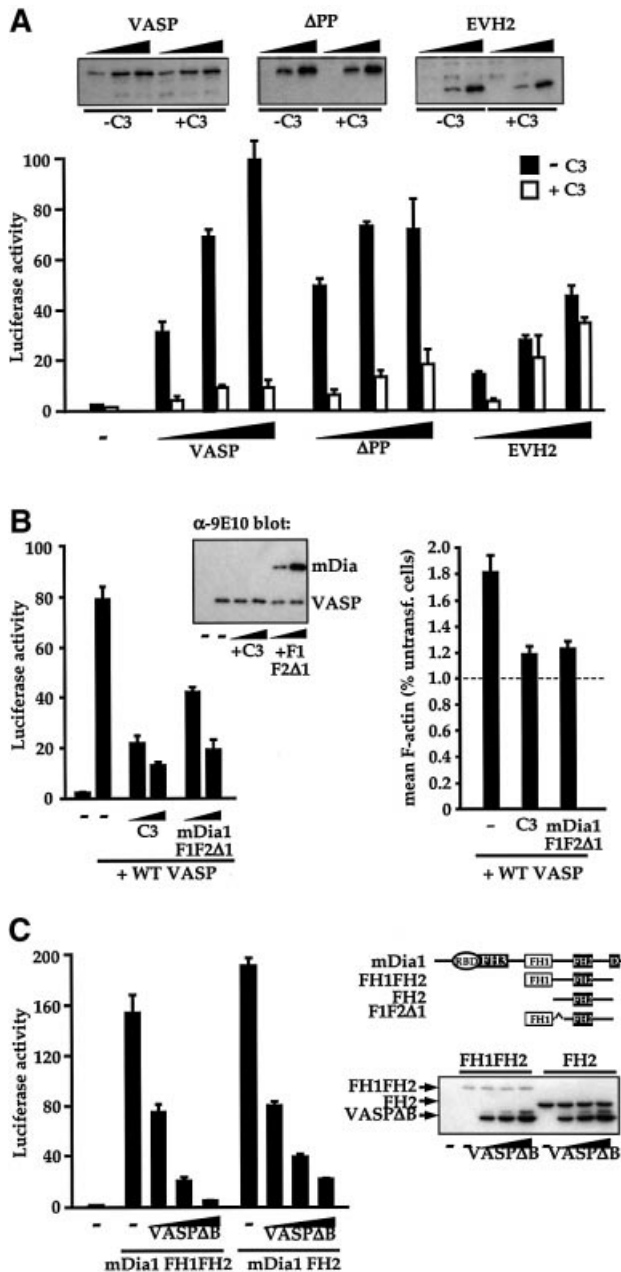 A
VASP ΔPP EVH2
-C3 +C3 -C3 +C3 -C3 +C3
Luciferase activity
100
80
60
40
20
0
- C3
+ C3
- VASP ΔPP EVH2
B
Luciferase activity
100
80
60
40
20
0
α-9E10 blot:
mDia
VASP
- - +C3 +F1
F2Δ1
- - C3 mDia1
F1F2Δ1
+ WT VASP
mean F-actin (% untransf. cells)
2.0
1.8
1.6
1.4
1.2
1.0
0.8
0.6
0.4
0.2
0
- C3 mDia1
F1F2Δ1
+ WT VASP
C
Luciferase activity
200
160
120
80
40
0
- - VASPΔB - VASPΔB
mDia1 FH1FH2 mDia1 FH2
mDia1 RBD FH3 FH1 FH2 D
FH1FH2 FH1 FH2
FH2 FH2
F1F2Δ1 FH1 FH2
FH1FH2 FH2
FH1FH2
FH2
VASPΔB
- - VASPΔB - VASPΔB